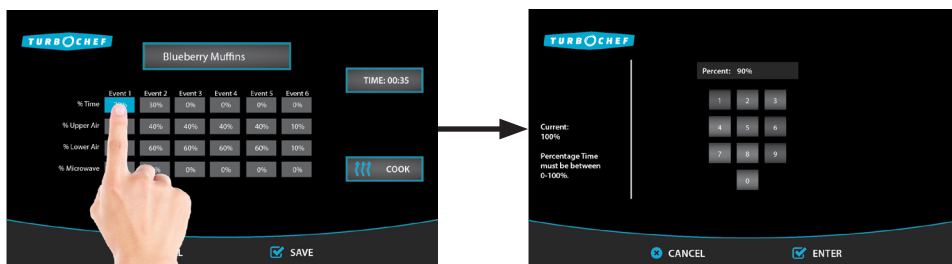 TURBOCHEF
Blueberry Muffins
TIME: 00:35
Event 1 Event 2 Event 3 Event 4 Event 5 Event 6
% Time 30% 0% 0% 0% 0%
% Upper Air 40% 40% 40% 40% 10%
% Lower Air 60% 60% 60% 60% 10%
% Microwave 0% 0% 0% 0%
COOK
SAVE
TURBOCHEF
Percent: 90%
1 2 3
4 5 6
7 8 9
0
Current:
100%
Percentage Time
must be between
0-100%.
CANCEL
ENTER